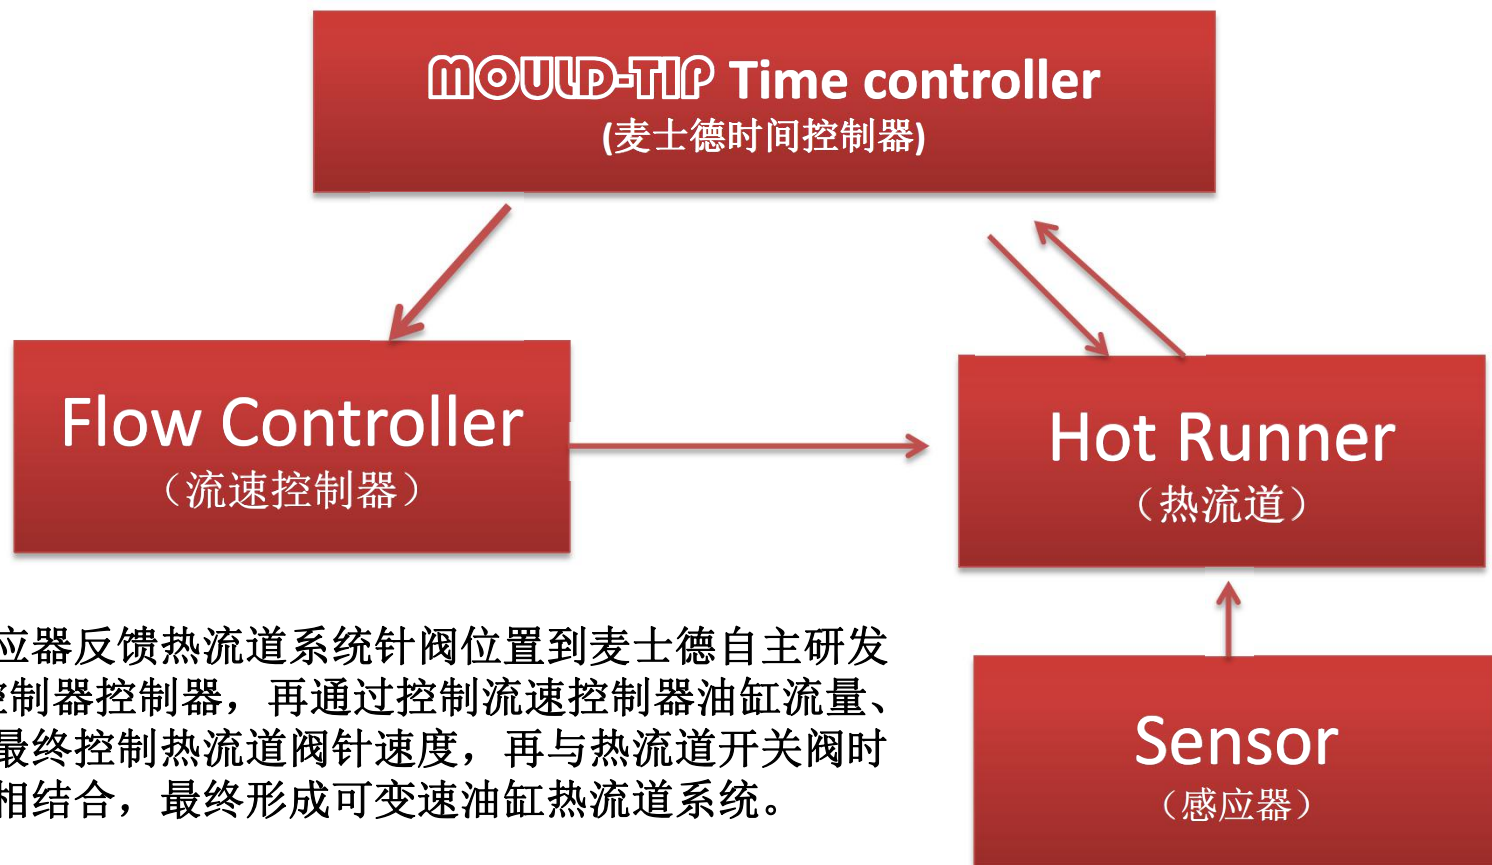 MOULD-TIP Time controller
(麦士德时间控制器)
Flow Controller
（流速控制器）
Hot Runner
（热流道）
应器反馈热流道系统针阀位置到麦士德自主研发
控制器控制器，再通过控制流速控制器油缸流量、
最终控制热流道阀针速度，再与热流道开关阀时
相结合，最终形成可变速油缸热流道系统。
Sensor
（感应器）